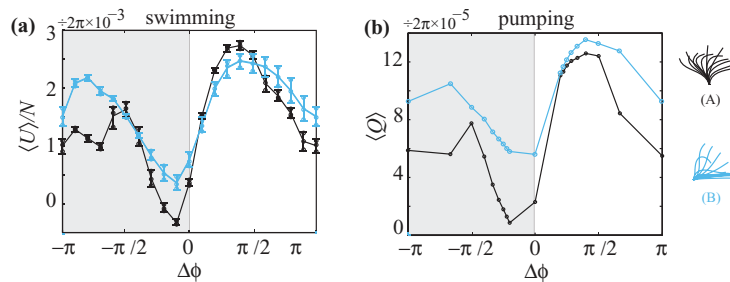 swimming
pumping
(a)
÷2π×10⁻³
⟨U⟩/N
3
2
1
0
−π
−π/2
0
π/2
π
Δϕ
(b)
÷2π×10⁻⁵
⟨Q⟩
12
8
4
0
−π
−π/2
0
π/2
π
Δϕ
(A)
(B)